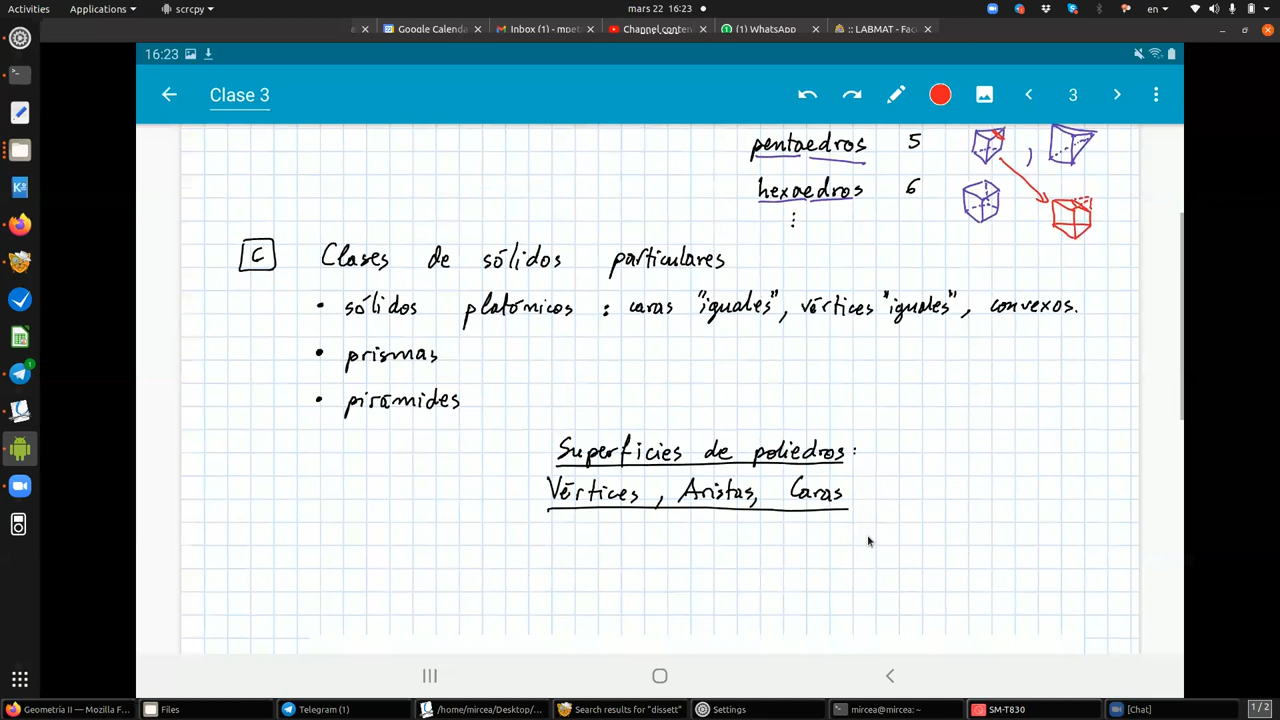 Activities Applications scrcpy mars 22 16:23 en
Google Calenda Inbox (1) - mpet Channel conten (1) WhatsApp :: LABMAT - Fac
16:23
Clase 3 3
pentaedros 5 ,
hexaedros 6
⋮
C Clases de sólidos particulares
• sólidos platónicos : caras "iguales", vértices "iguales", convexos.
• prismas
• pirámides
Superficies de poliedros:
Vértices, Aristas, Caras
Geometria II — Mozilla F... Files Telegram (1) /home/mircea/Desktop/... Search results for "dissett" Settings mircea@mircea: ~ SM-T830 [Chat] 1/2